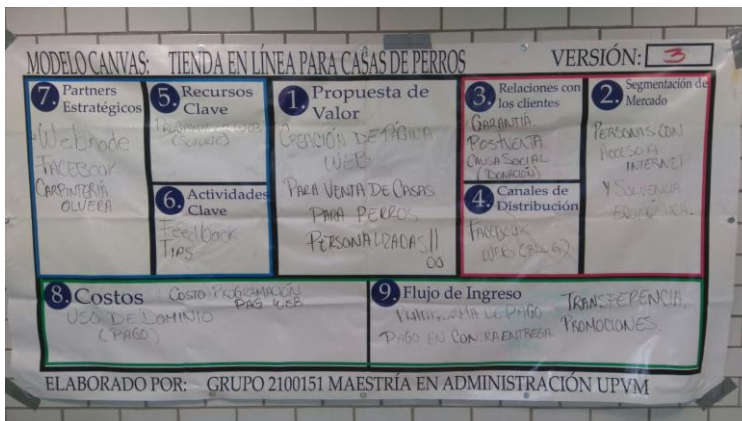 MODELO CANVAS: TIENDA EN LÍNEA PARA CASAS DE PERROS
VERSIÓN: 3
7. Partners
Estratégicos
Webnode
FACEBOOK
CARPINTERÍA
OLVERA
5. Recursos
Clave
6. Actividades
Clave
Feedback
TIPS
1. Propuesta de
Valor
CREACIÓN DE PÁGINA
WEB
PARA VENTA DE CASAS
PARA PERROS
PERSONALIZADAS!!
3. Relaciones con
los clientes
GARANTÍA
POSTVENTA.
CAUSA SOCIAL
(DONACIÓN)
4. Canales de
Distribución
FACEBOOK
WEB
2. Segmentación de
Mercado
PERSONAS CON
ACCESO A
INTERNET
Y SOLVENCIA
ECONÓMICA.
8. Costos
COSTO PROGRAMACIÓN
PAG WEB
USO DE DOMINIO
(PAGO)
9. Flujo de Ingreso
PLATAFORMA DE PAGO
PAGO EN CONTRAENTREGA
TRANSFERENCIA.
PROMOCIONES.
ELABORADO POR: GRUPO 2100151 MAESTRÍA EN ADMINISTRACIÓN UPVM